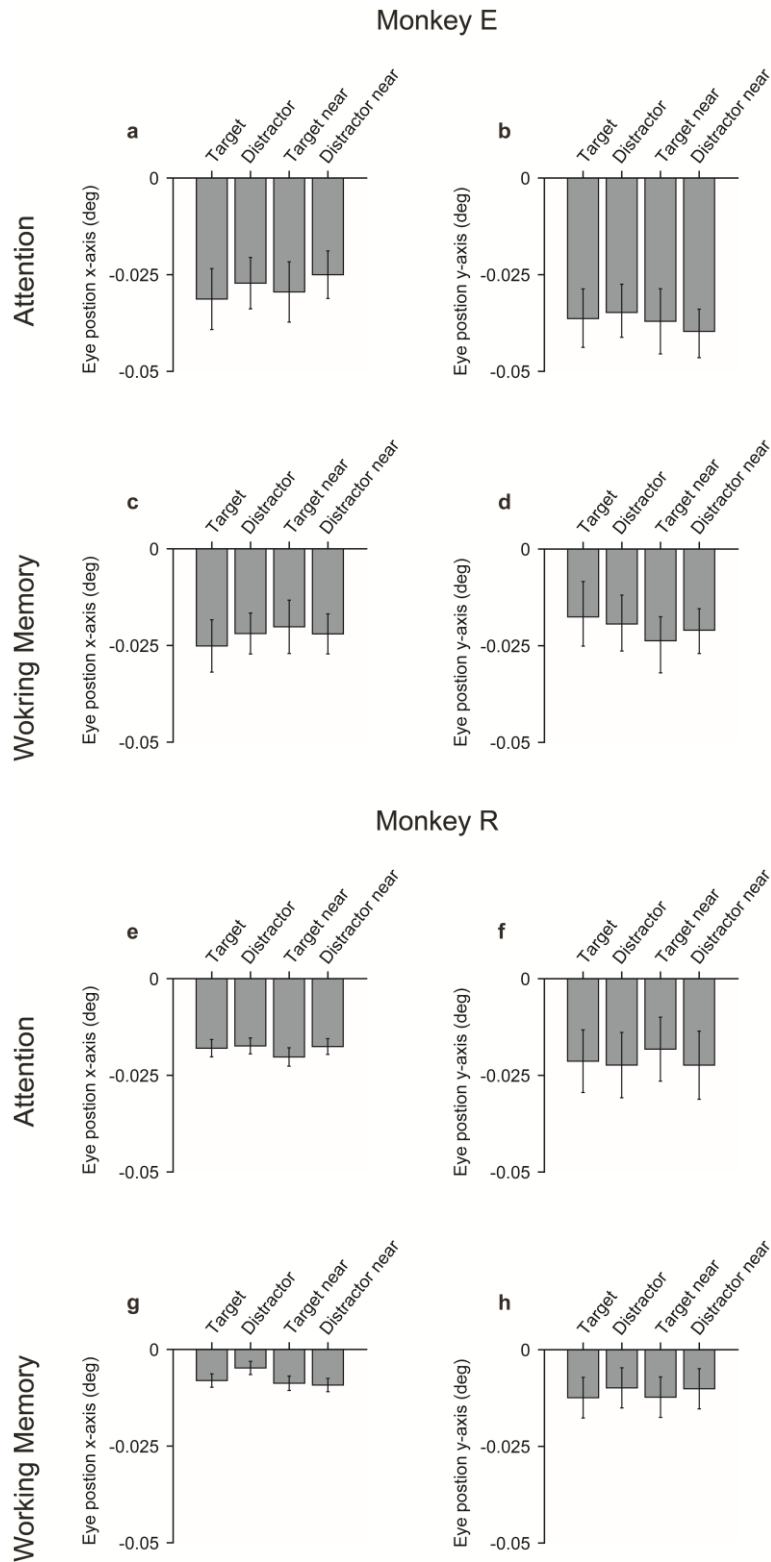 Monkey E
Attention
a
Target
Distractor
Target near
Distractor near
Eye postion x-axis (deg)
0
-0.025
-0.05
b
Target
Distractor
Target near
Distractor near
Eye postion y-axis (deg)
0
-0.025
-0.05
Wokring Memory
c
Target
Distractor
Target near
Distractor near
Eye postion x-axis (deg)
0
-0.025
-0.05
d
Target
Distractor
Target near
Distractor near
Eye postion y-axis (deg)
0
-0.025
-0.05
Monkey R
Attention
e
Target
Distractor
Target near
Distractor near
Eye postion x-axis (deg)
0
-0.025
-0.05
f
Target
Distractor
Target near
Distractor near
Eye postion y-axis (deg)
0
-0.025
-0.05
Working Memory
g
Target
Distractor
Target near
Distractor near
Eye postion x-axis (deg)
0
-0.025
-0.05
h
Target
Distractor
Target near
Distractor near
Eye postion y-axis (deg)
0
-0.025
-0.05